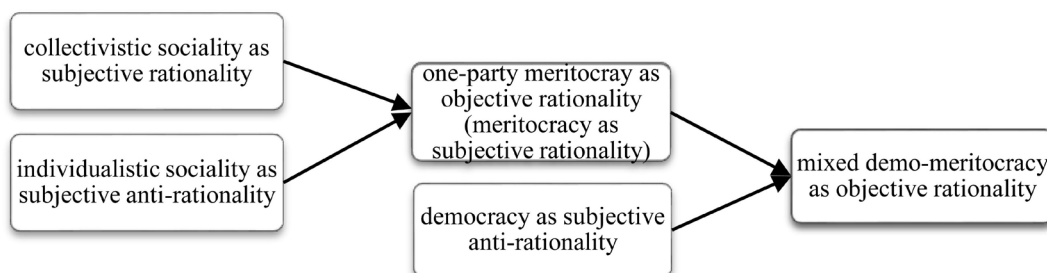 collectivistic sociality as
subjective rationality
individualistic sociality as
subjective anti-rationality
one-party meritocray as
objective rationality
(meritocracy as
subjective rationality)
democracy as subjective
anti-rationality
mixed demo-meritocracy
as objective rationality